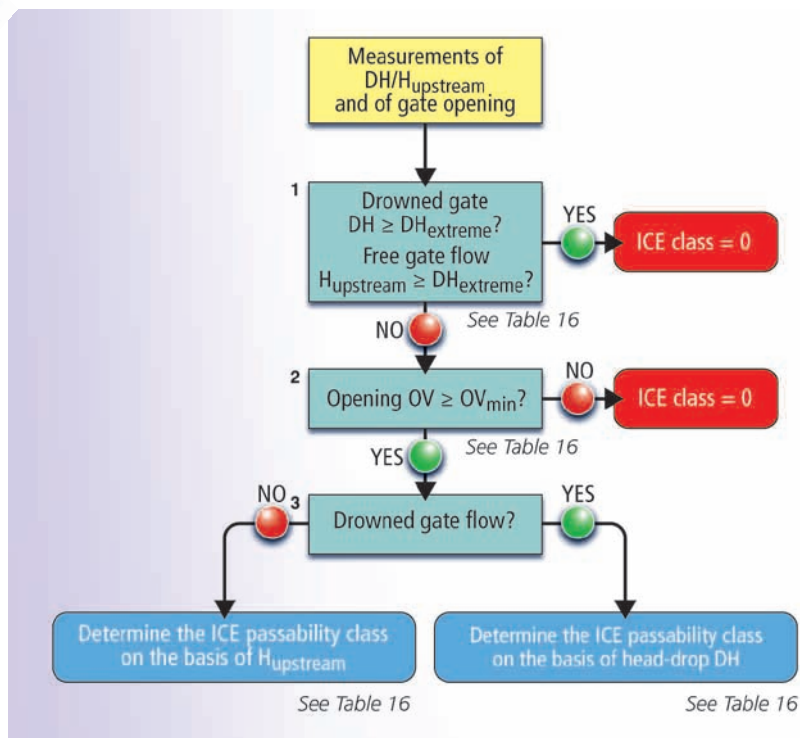 Measurements of
DH/Hupstream
and of gate opening
1
Drowned gate
DH ≥ DHextreme?
Free gate flow
Hupstream ≥ DHextreme?
YES
ICE class = 0
See Table 16
NO
2
Opening OV ≥ OVmin?
NO
ICE class = 0
See Table 16
YES
NO
3
Drowned gate flow?
YES
Determine the ICE passability class
on the basis of Hupstream
See Table 16
Determine the ICE passability class
on the basis of head-drop DH
See Table 16